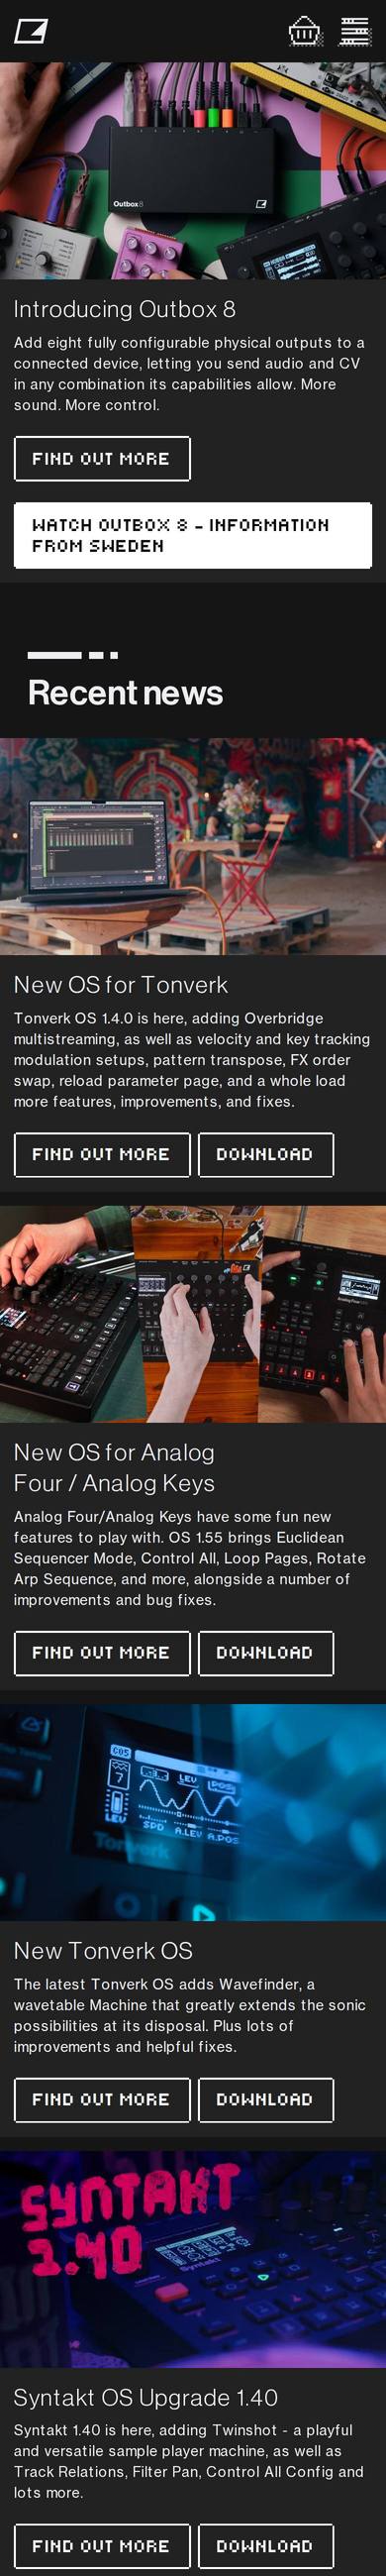 Outbox 8
Introducing Outbox 8
Add eight fully configurable physical outputs to a
connected device, letting you send audio and CV
in any combination its capabilities allow. More
sound. More control.
FIND OUT MORE
WATCH OUTBOX 8 - INFORMATION
FROM SWEDEN
Recent news
New OS for Tonverk
Tonverk OS 1.4.0 is here, adding Overbridge
multistreaming, as well as velocity and key tracking
modulation setups, pattern transpose, FX order
swap, reload parameter page, and a whole load
more features, improvements, and fixes.
FIND OUT MORE
DOWNLOAD
New OS for Analog
Four / Analog Keys
Analog Four/Analog Keys have some fun new
features to play with. OS 1.55 brings Euclidean
Sequencer Mode, Control All, Loop Pages, Rotate
Arp Sequence, and more, alongside a number of
improvements and bug fixes.
FIND OUT MORE
DOWNLOAD
LEV
7
LEV
SPD
A.LEV
A.POS
Tonverk
New Tonverk OS
The latest Tonverk OS adds Wavefinder, a
wavetable Machine that greatly extends the sonic
possibilities at its disposal. Plus lots of
improvements and helpful fixes.
FIND OUT MORE
DOWNLOAD
SYNTAKT
1.40
Syntakt
Syntakt OS Upgrade 1.40
Syntakt 1.40 is here, adding Twinshot - a playful
and versatile sample player machine, as well as
Track Relations, Filter Pan, Control All Config and
lots more.
FIND OUT MORE
DOWNLOAD